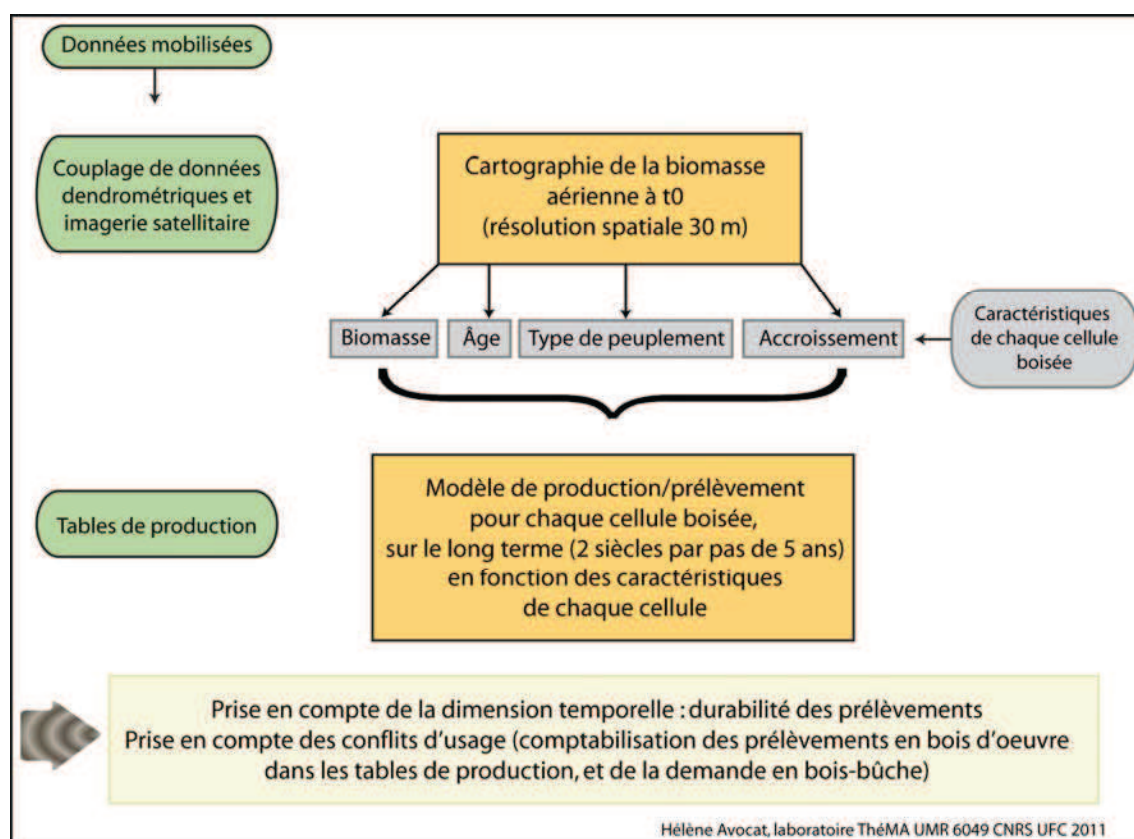 Données mobilisées
Couplage de données
dendrométriques et
imagerie satellitaire
Cartographie de la biomasse
aérienne à t0
(résolution spatiale 30 m)
Biomasse
Âge
Type de peuplement
Accroissement
Caractéristiques
de chaque cellule
boisée
Tables de production
Modèle de production/prélèvement
pour chaque cellule boisée,
sur le long terme (2 siècles par pas de 5 ans)
en fonction des caractéristiques
de chaque cellule
Prise en compte de la dimension temporelle : durabilité des prélèvements
Prise en compte des conflits d'usage (comptabilisation des prélèvements en bois d'oeuvre
dans les tables de production, et de la demande en bois-bûche)
Hélène Avocat, laboratoire ThéMA UMR 6049 CNRS UFC 2011